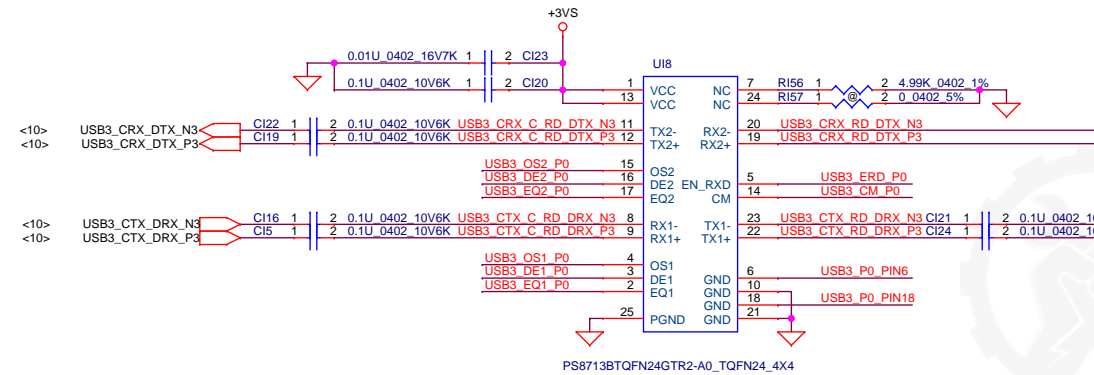 +3VS
0.01U_0402_16V7K 1 2 CI23
UI8
0.1U_0402_10V6K 1 2 CI20
1 VCC NC 7 RI56 1 2 4.99K_0402_1%
13 VCC NC 24 RI57 1 @ 2 0_0402_5%
<10> USB3_CRX_DTX_N3 CI22 1 2 0.1U_0402_10V6K USB3_CRX_C_RD_DTX_N3 11 TX2- RX2- 20 USB3_CRX_RD_DTX_N3
<10> USB3_CRX_DTX_P3 CI19 1 2 0.1U_0402_10V6K USB3_CRX_C_RD_DTX_P3 12 TX2+ RX2+ 19 USB3_CRX_RD_DTX_P3
USB3_OS2_P0 15 OS2
USB3_DE2_P0 16 DE2 EN_RXD 5 USB3_ERD_P0
USB3_EQ2_P0 17 EQ2 CM 14 USB3_CM_P0
<10> USB3_CTX_DRX_N3 CI16 1 2 0.1U_0402_10V6K USB3_CTX_C_RD_DRX_N3 8 RX1- TX1- 23 USB3_CTX_RD_DRX_N3 CI21 1 2 0.1U_0402_10
<10> USB3_CTX_DRX_P3 CI5 1 2 0.1U_0402_10V6K USB3_CTX_C_RD_DRX_P3 9 RX1+ TX1+ 22 USB3_CTX_RD_DRX_P3 CI24 1 2 0.1U_0402_10
USB3_OS1_P0 4 OS1
USB3_DE1_P0 3 DE1 GND 6 USB3_P0_PIN6
USB3_EQ1_P0 2 EQ1 GND 10
GND 18 USB3_P0_PIN18
25 PGND GND 21
PS8713BTQFN24GTR2-A0_TQFN24_4X4